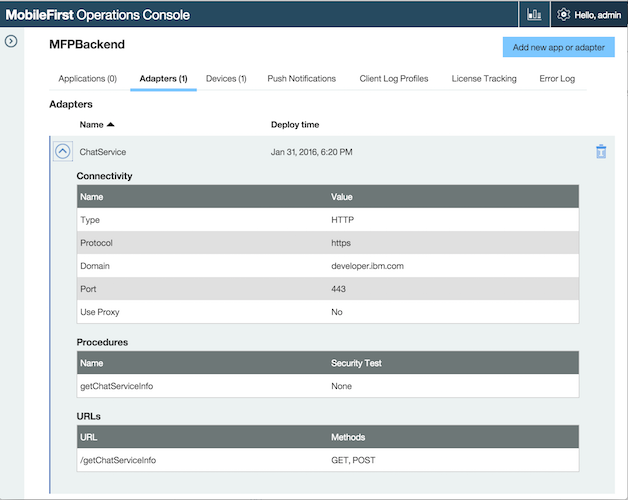 MobileFirst Operations Console Hello, admin
MFPBackend
Add new app or adapter
Applications (0) Adapters (1) Devices (1) Push Notifications Client Log Profiles License Tracking Error Log
Adapters
Name Deploy time
ChatService Jan 31, 2016, 6:20 PM
Connectivity
Name Value
Type HTTP
Protocol https
Domain developer.ibm.com
Port 443
Use Proxy No
Procedures
Name Security Test
getChatServiceInfo None
URLs
URL Methods
/getChatServiceInfo GET, POST